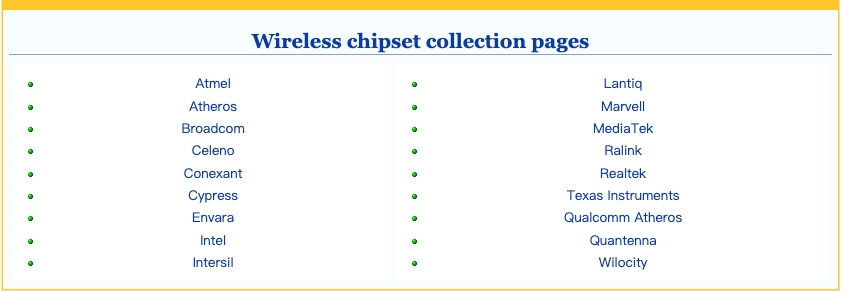 Wireless chipset collection pages
Atmel
Atheros
Broadcom
Celeno
Conexant
Cypress
Envara
Intel
Intersil
Lantiq
Marvell
MediaTek
Ralink
Realtek
Texas Instruments
Qualcomm Atheros
Quantenna
Wilocity